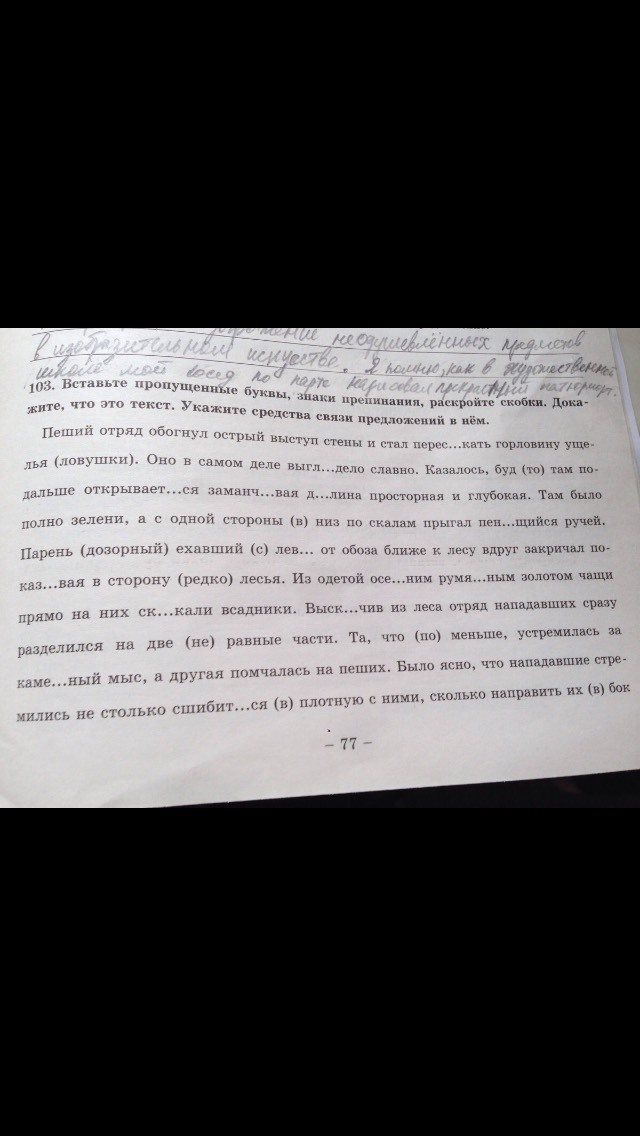 в изобразительном искусстве. Я помню, как в художественной
школе мой сосед по парте нарисовал прекрасный натюрморт.
103. Вставьте пропущенные буквы, знаки препинания, раскройте скобки. Дока-
жите, что это текст. Укажите средства связи предложений в нём.
Пеший отряд обогнул острый выступ стены и стал перес...кать горловину уще-
лья (ловушки). Оно в самом деле выгл...дело славно. Казалось, буд (то) там по-
дальше открывает...ся заманч...вая д...лина просторная и глубокая. Там было
полно зелени, а с одной стороны (в) низ по скалам прыгал пен...щийся ручей.
Парень (дозорный) ехавший (с) лев... от обоза ближе к лесу вдруг закричал по-
каз...вая в сторону (редко) лесья. Из одетой осе...ним румя...ным золотом чащи
прямо на них ск...кали всадники. Выск...чив из леса отряд нападавших сразу
разделился на две (не) равные части. Та, что (по) меньше, устремилась за
каме...ный мыс, а другая помчалась на пеших. Было ясно, что нападавшие стре-
мились не столько сшибит...ся (в) плотную с ними, сколько направить их (в) бок
– 77 –